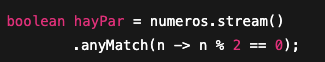 boolean hayPar = numeros.stream()
        .anyMatch(n -> n % 2 == 0);